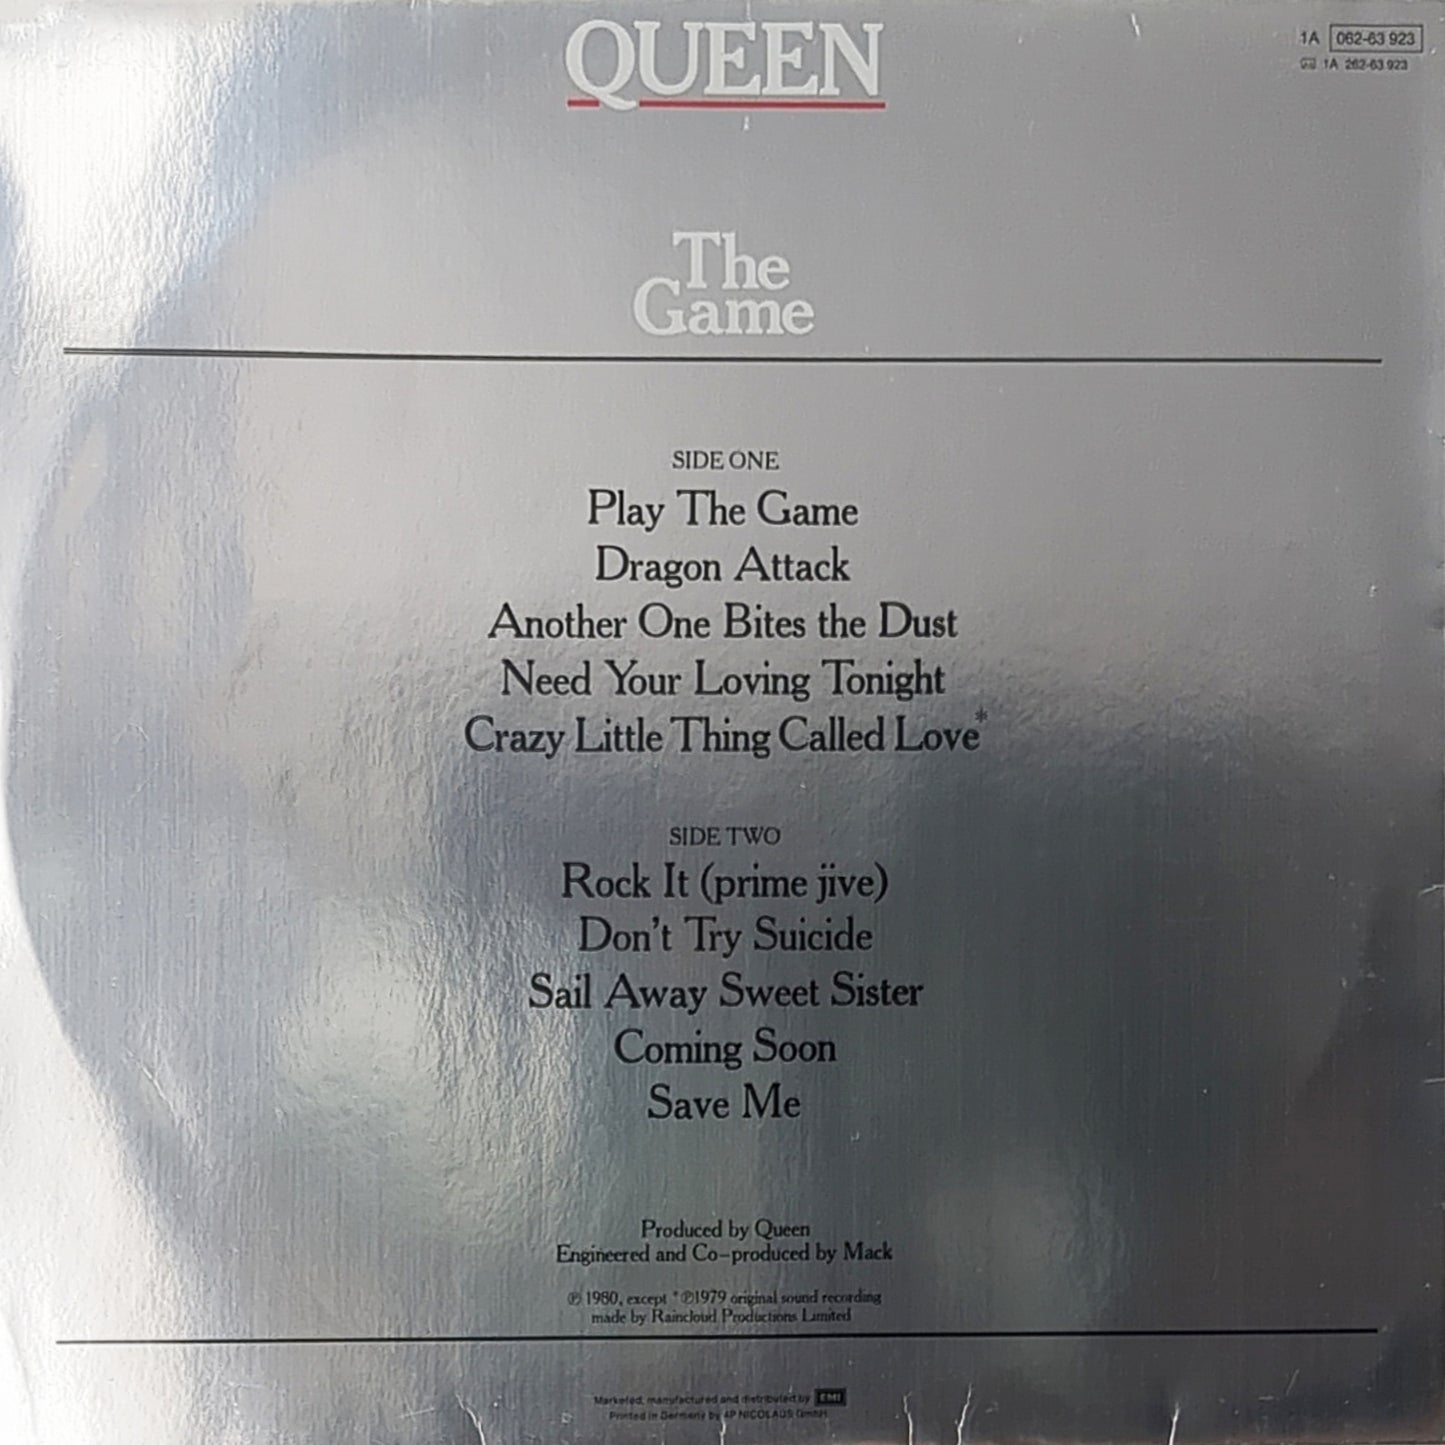 QUEEN
1A 062-63 923
1A 262-63 923
The
Game
SIDE ONE
Play The Game
Dragon Attack
Another One Bites the Dust
Need Your Loving Tonight
Crazy Little Thing Called Love*
SIDE TWO
Rock It (prime jive)
Don't Try Suicide
Sail Away Sweet Sister
Coming Soon
Save Me
Produced by Queen
Engineered and Co-produced by Mack
℗ 1980, except *℗1979 original sound recording
made by Raincloud Productions Limited
Marketed, manufactured and distributed by EMI
Printed in Germany by 4P NICOLAUS GmbH